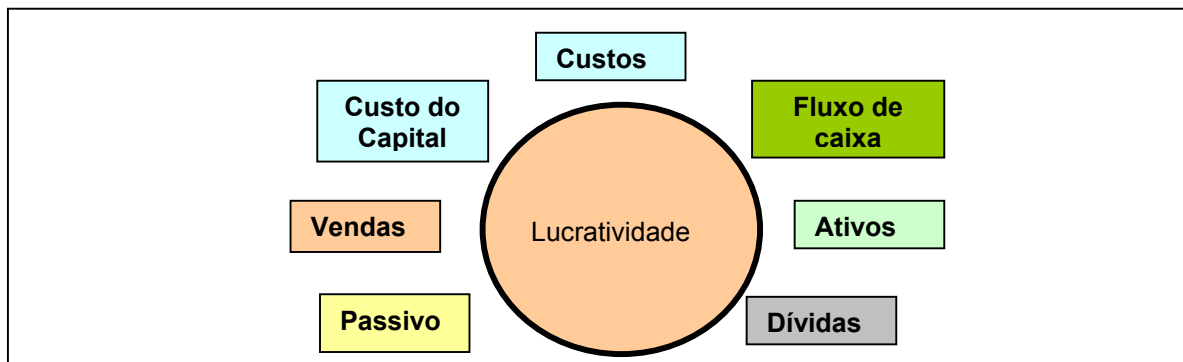 Custos
Custo do
Capital
Fluxo de
caixa
Vendas
Lucratividade
Ativos
Passivo
Dívidas